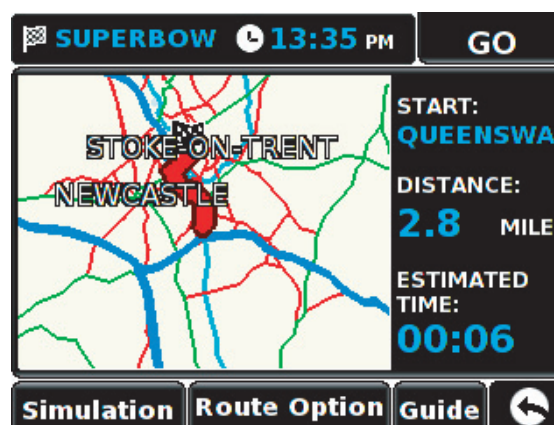 SUPERBOW 13:35 PM GO
STOKE-ON-TRENT
NEWCASTLE
START:
QUEENSWA
DISTANCE:
2.8 MILE
ESTIMATED
TIME:
00:06
Simulation Route Option Guide